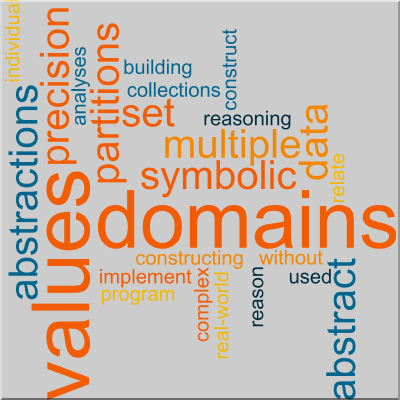 individual
precision
analyses
partitions
building
collections
construct
set
reasoning
abstractions
multiple
data
symbolic
relate
values
domains
constructing
without
implement
complex
real-world
reason
used
program
abstract